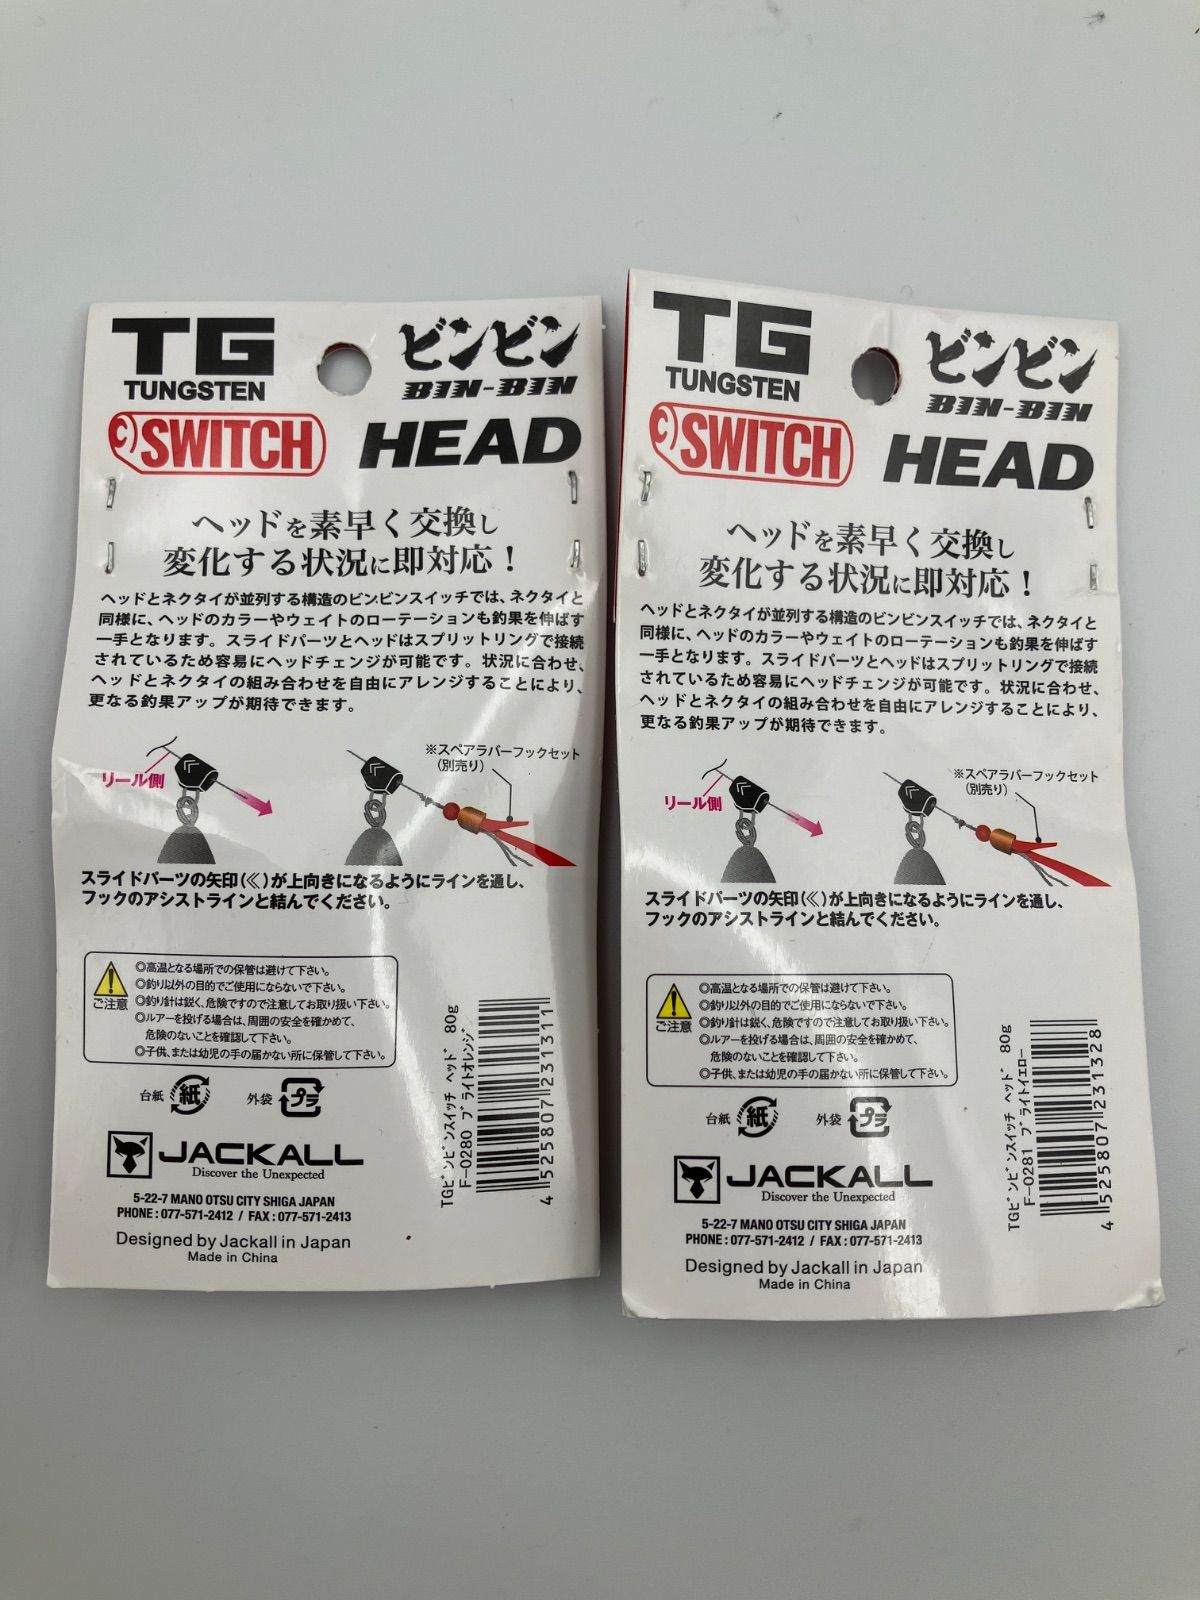 TG
TUNGSTEN
ビンビン
BIN-BIN
SWITCH
HEAD
ヘッドを素早く交換し
変化する状況に即対応！
ヘッドとネクタイが並列する構造のビンビンスイッチでは、ネクタイと
同様に、ヘッドのカラーやウェイトのローテーションも釣果を伸ばす
一手となります。スライドパーツとヘッドはスプリットリングで接続
されているため容易にヘッドチェンジが可能です。状況に合わせ、
ヘッドとネクタイの組み合わせを自由にアレンジすることにより、
更なる釣果アップが期待できます。
リール側
※スペアラバーフックセット
(別売り)
スライドパーツの矢印(≪)が上向きになるようにラインを通し、
フックのアシストラインと結んでください。
ご注意
◎高温となる場所での保管は避けて下さい。
◎釣り以外の目的でご使用にならないで下さい。
◎釣り針は鋭く、危険ですので注意してお取り扱い下さい。
◎ルアーを投げる場合は、周囲の安全を確かめて、
危険のないことを確認して下さい。
◎子供、または幼児の手の届かない所に保管して下さい。
台紙 紙 外袋 プラ
JACKALL
Discover the Unexpected
5-22-7 MANO OTSU CITY SHIGA JAPAN
PHONE : 077-571-2412 / FAX : 077-571-2413
Designed by Jackall in Japan
Made in China
TGﾋﾞﾝﾋﾞﾝスイッチ ヘッド 80g
F-0280 ブライトオレンジ
4 525807 231311
TG
TUNGSTEN
ビンビン
BIN-BIN
SWITCH
HEAD
ヘッドを素早く交換し
変化する状況に即対応！
ヘッドとネクタイが並列する構造のビンビンスイッチでは、ネクタイと
同様に、ヘッドのカラーやウェイトのローテーションも釣果を伸ばす
一手となります。スライドパーツとヘッドはスプリットリングで接続
されているため容易にヘッドチェンジが可能です。状況に合わせ、
ヘッドとネクタイの組み合わせを自由にアレンジすることにより、
更なる釣果アップが期待できます。
リール側
※スペアラバーフックセット
(別売り)
スライドパーツの矢印(≪)が上向きになるようにラインを通し、
フックのアシストラインと結んでください。
ご注意
◎高温となる場所での保管は避けて下さい。
◎釣り以外の目的でご使用にならないで下さい。
◎釣り針は鋭く、危険ですので注意してお取り扱い下さい。
◎ルアーを投げる場合は、周囲の安全を確かめて、
危険のないことを確認して下さい。
◎子供、または幼児の手の届かない所に保管して下さい。
台紙 紙 外袋 プラ
JACKALL
Discover the Unexpected
5-22-7 MANO OTSU CITY SHIGA JAPAN
PHONE : 077-571-2412 / FAX : 077-571-2413
Designed by Jackall in Japan
Made in China
TGﾋﾞﾝﾋﾞﾝスイッチ ヘッド 80g
F-0281 ブライトイエロー
4 525807 231328